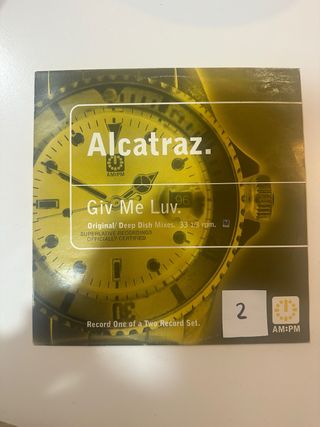 Alcatraz.
AM:PM
Giv Me Luv.
Original/ Deep Dish Mixes. 33 1/3 rpm.
SUPERLATIVE RECORDINGS
OFFICIALLY CERTIFIED
Record One of a Two Record Set.
2
AM:PM